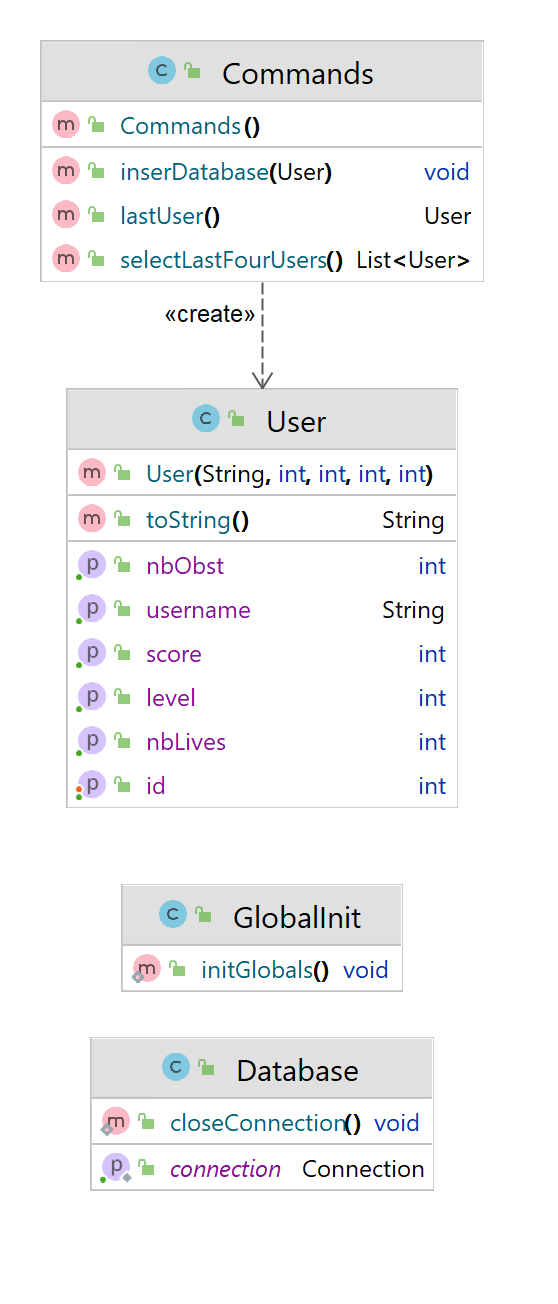 C Commands
m Commands()
m inserDatabase(User) void
m lastUser() User
m selectLastFourUsers() List<User>
«create»
C User
m User(String, int, int, int, int)
m toString() String
p nbObst int
p username String
p score int
p level int
p nbLives int
p id int
C GlobalInit
m initGlobals() void
C Database
m closeConnection() void
p connection Connection